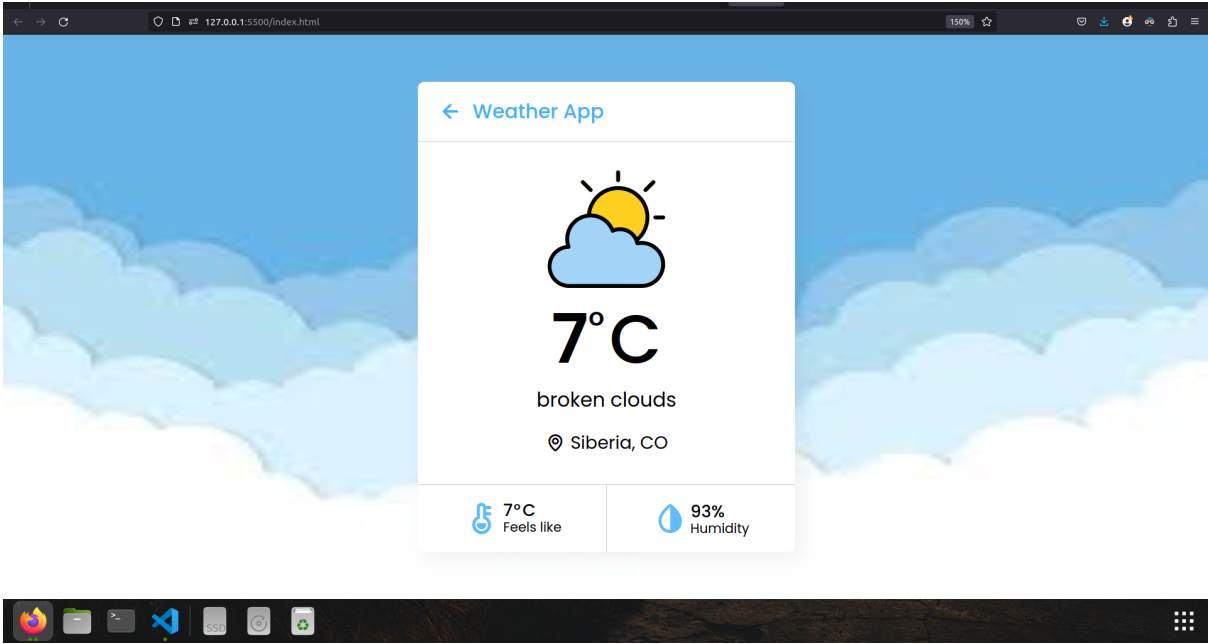 127.0.0.1:5500/index.html
150%
Weather App
7°C
broken clouds
Siberia, CO
7°C
Feels like
93%
Humidity
SSD